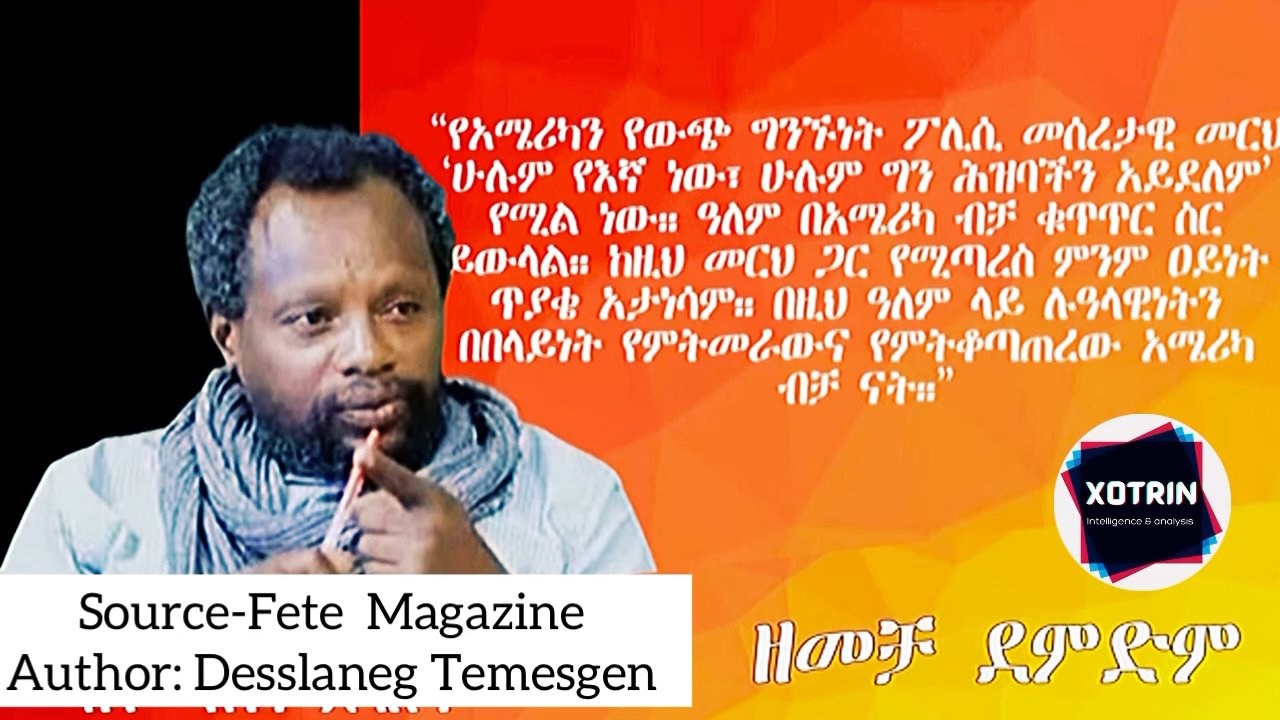 “የአሜሪካን የውጭ ግንኙነት ፖሊሲ መሰረታዊ መርህ
‘ሁሉም የእኛ ነው፣ ሁሉም ግን ሕዝባችን አይደለም’
የሚል ነው። ዓለም በአሜሪካ ብቻ ቁጥጥር ስር
ይውላል። ከዚህ መርህ ጋር የሚጣረስ ምንም ዐይነት
ጥያቄ አታነሳም። በዚህ ዓለም ላይ ሉዓላዊነትን
በበላይነት የምትመራውና የምትቆጣጠረው አሜሪካ
ብቻ ናት።”
XOTRIN
Intelligence & analysis
ዘመቻ ደምድም
Source-Fete Magazine
Author: Desslaneg Temesgen